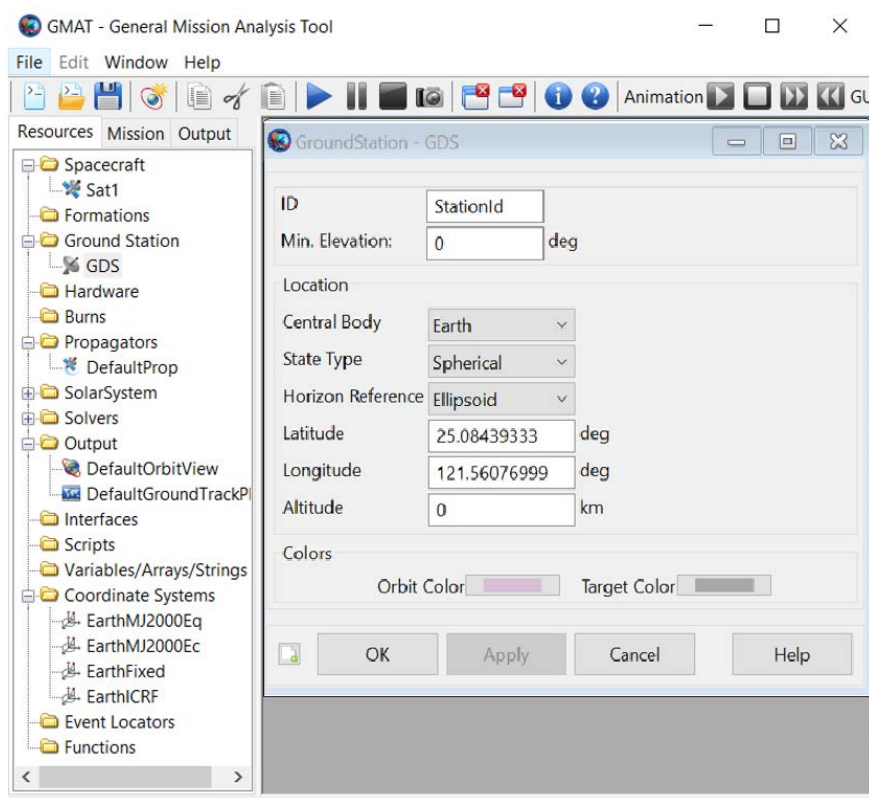 GMAT - General Mission Analysis Tool
File Edit Window Help
Animation GU
Resources Mission Output
Spacecraft
Sat1
Formations
Ground Station
GDS
Hardware
Burns
Propagators
DefaultProp
SolarSystem
Solvers
Output
DefaultOrbitView
DefaultGroundTrackPl
Interfaces
Scripts
Variables/Arrays/Strings
Coordinate Systems
EarthMJ2000Eq
EarthMJ2000Ec
EarthFixed
EarthICRF
Event Locators
Functions
GroundStation - GDS
ID StationId
Min. Elevation: 0 deg
Location
Central Body Earth
State Type Spherical
Horizon Reference Ellipsoid
Latitude 25.08439333 deg
Longitude 121.56076999 deg
Altitude 0 km
Colors
Orbit Color Target Color
OK Apply Cancel Help